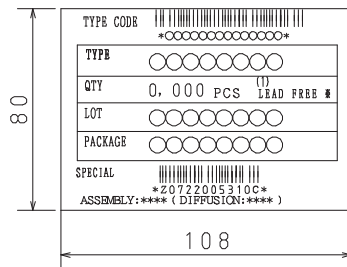 TYPE CODE
*○○○○○○○○○○○○○*
TYPE ○○○○○○○○
QTY 0,000 PCS (1) LEAD FREE *
LOT ○○○○○○○○
PACKAGE ○○○○○○○○
SPECIAL
*Z0722005310C*
ASSEMBLY:**** (DIFFUSION:****)
80
108